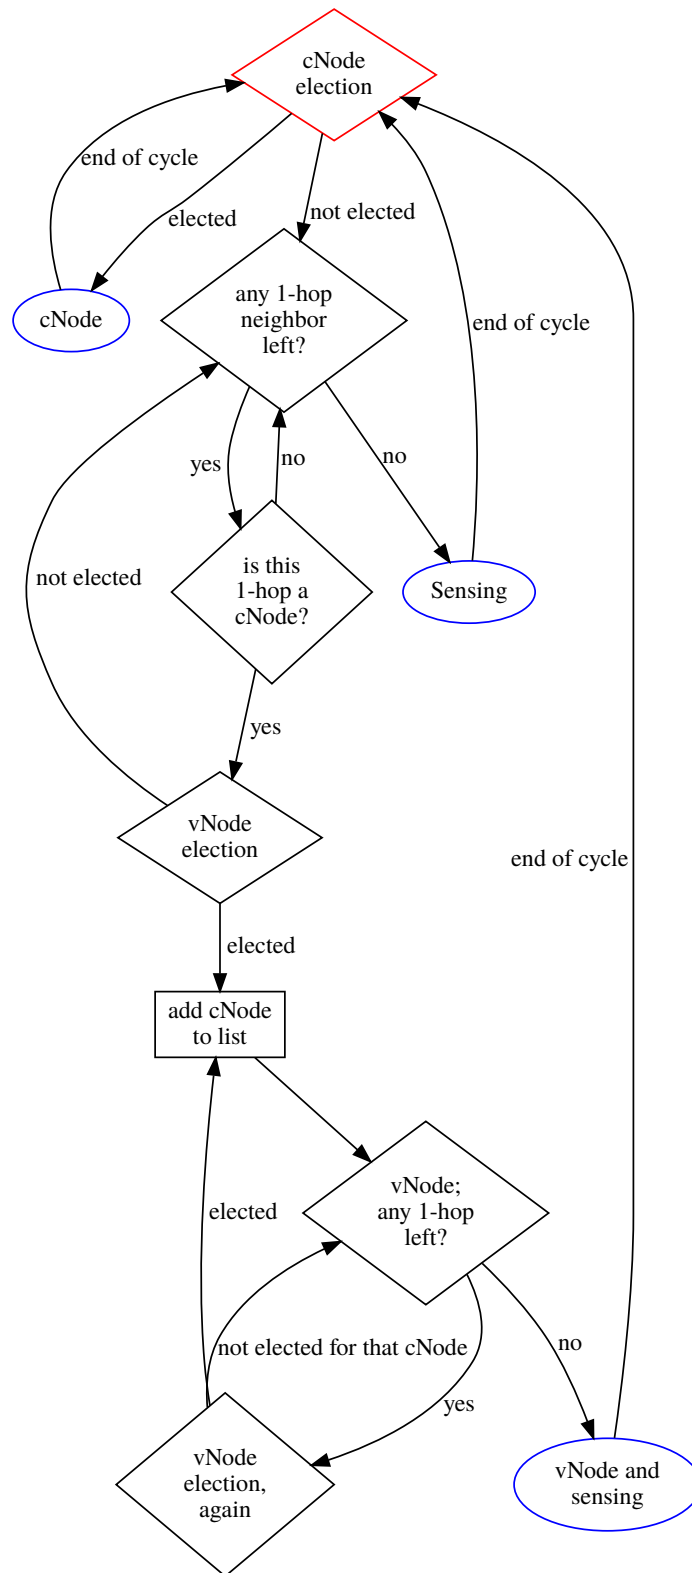 cNode
election
end of cycle
elected
not elected
cNode
any 1-hop
neighbor
left?
end of cycle
yes
no
no
is this
1-hop a
cNode?
Sensing
not elected
yes
vNode
election
end of cycle
elected
add cNode
to list
vNode;
any 1-hop
left?
elected
not elected for that cNode
no
yes
vNode
election,
again
vNode and
sensing